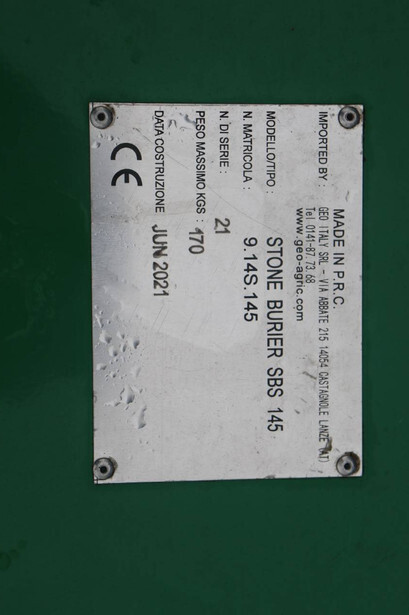 MADE IN P.R.C.
IMPORTED BY :
GEO ITALY SRL - VIA ABBATE 215 14054 CASTAGNOLE LANZE (AT)
Tel 0141-87 73 68
www.geo-agric.com
MODELLO/TIPO : STONE BURIER SBS 145
N. MATRICOLA : 9.14S.145
N. DI SERIE : 21
PESO MASSIMO KGS : 170
DATA COSTRUZIONE JUN 2021
CE